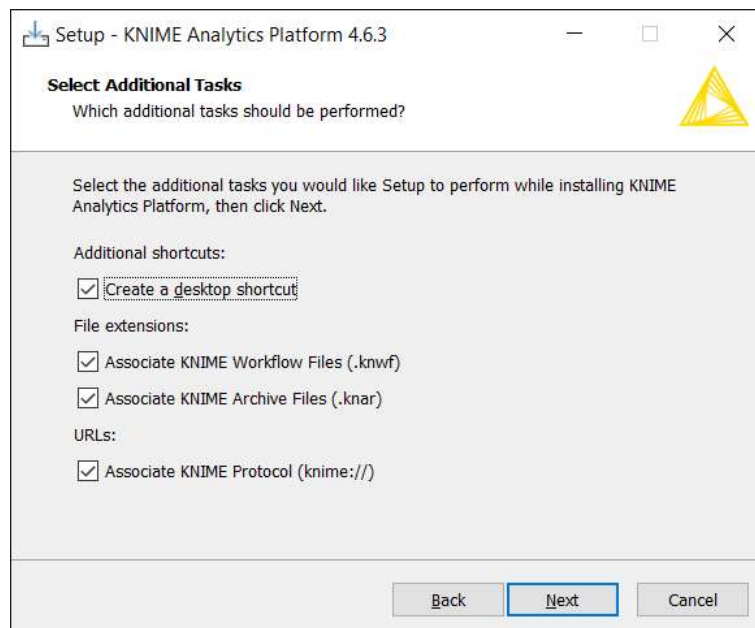 Setup - KNIME Analytics Platform 4.6.3
Select Additional Tasks
Which additional tasks should be performed?
Select the additional tasks you would like Setup to perform while installing KNIME
Analytics Platform, then click Next.
Additional shortcuts:
Create a desktop shortcut
File extensions:
Associate KNIME Workflow Files (.knwf)
Associate KNIME Archive Files (.knar)
URLs:
Associate KNIME Protocol (knime://)
Back Next Cancel